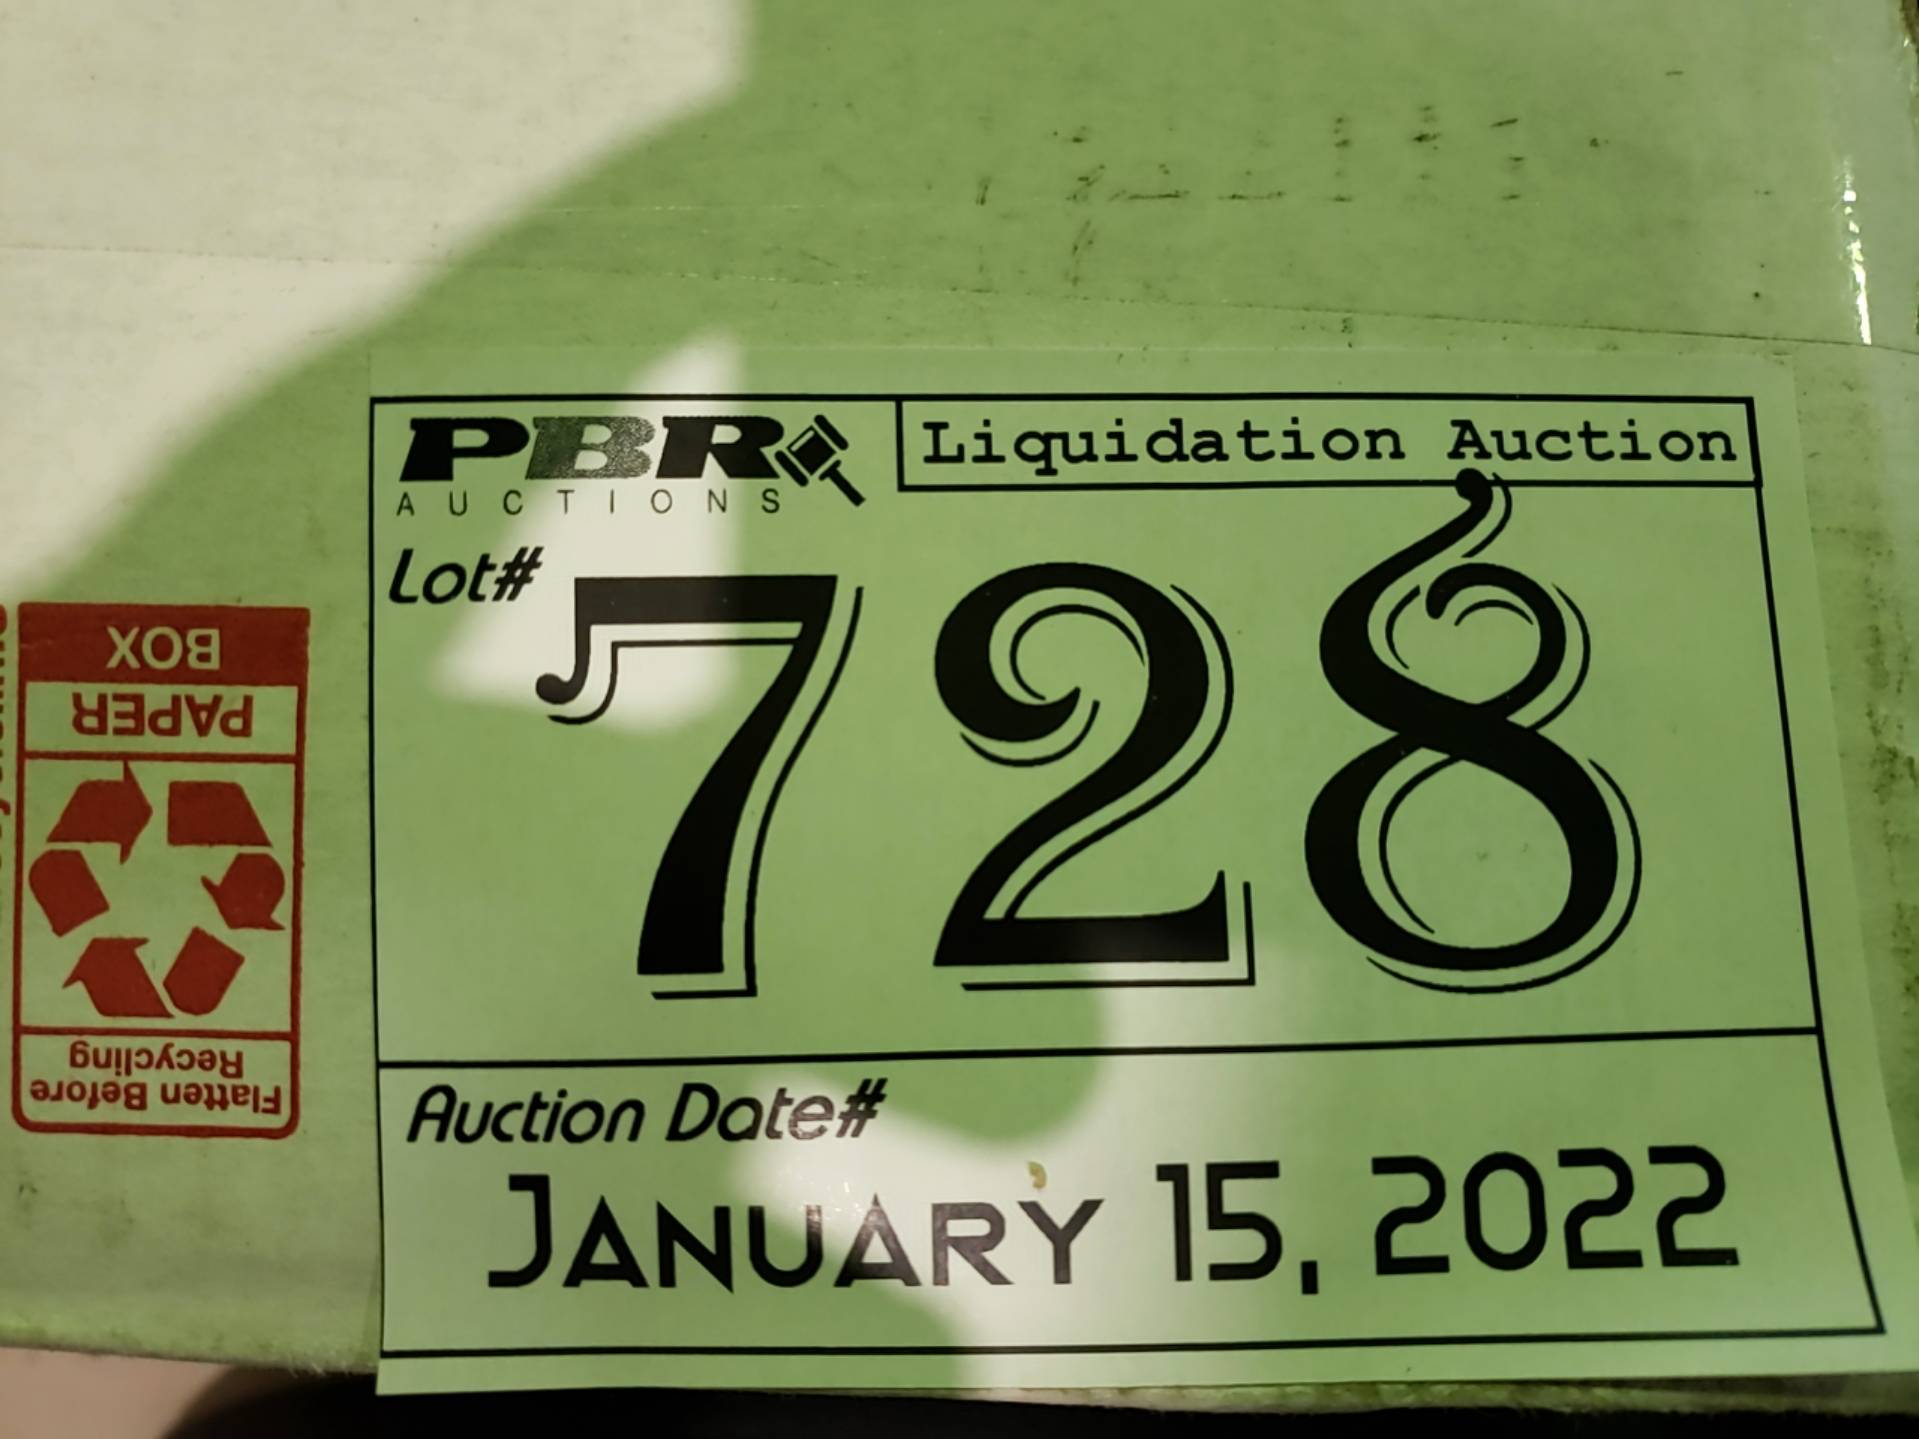 PBR
AUCTIONS
Liquidation Auction
Lot#
728
Auction Date#
JANUARY 15, 2022
Flatten Before
Recycling
PAPER
BOX